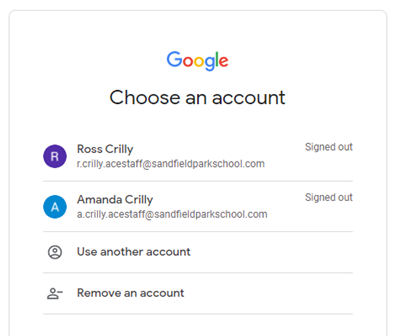 Google
Choose an account
R
Ross Crilly
Signed out
r.crilly.acestaff@sandfieldparkschool.com
A
Amanda Crilly
Signed out
a.crilly.acestaff@sandfieldparkschool.com
Use another account
Remove an account